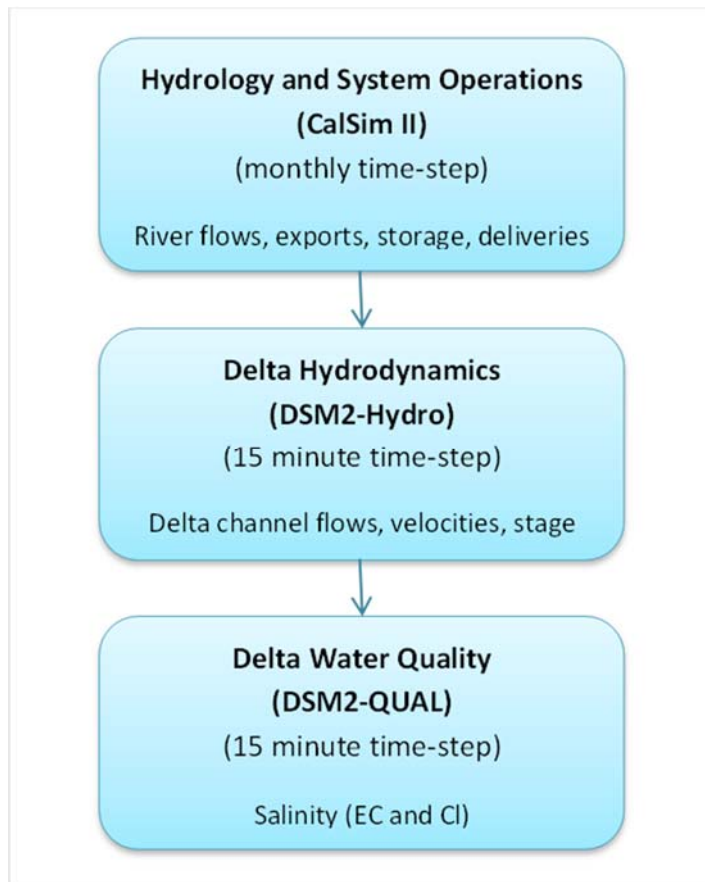 Hydrology and System Operations
(CalSim II)
(monthly time-step)
River flows, exports, storage, deliveries
Delta Hydrodynamics
(DSM2-Hydro)
(15 minute time-step)
Delta channel flows, velocities, stage
Delta Water Quality
(DSM2-QUAL)
(15 minute time-step)
Salinity (EC and Cl)